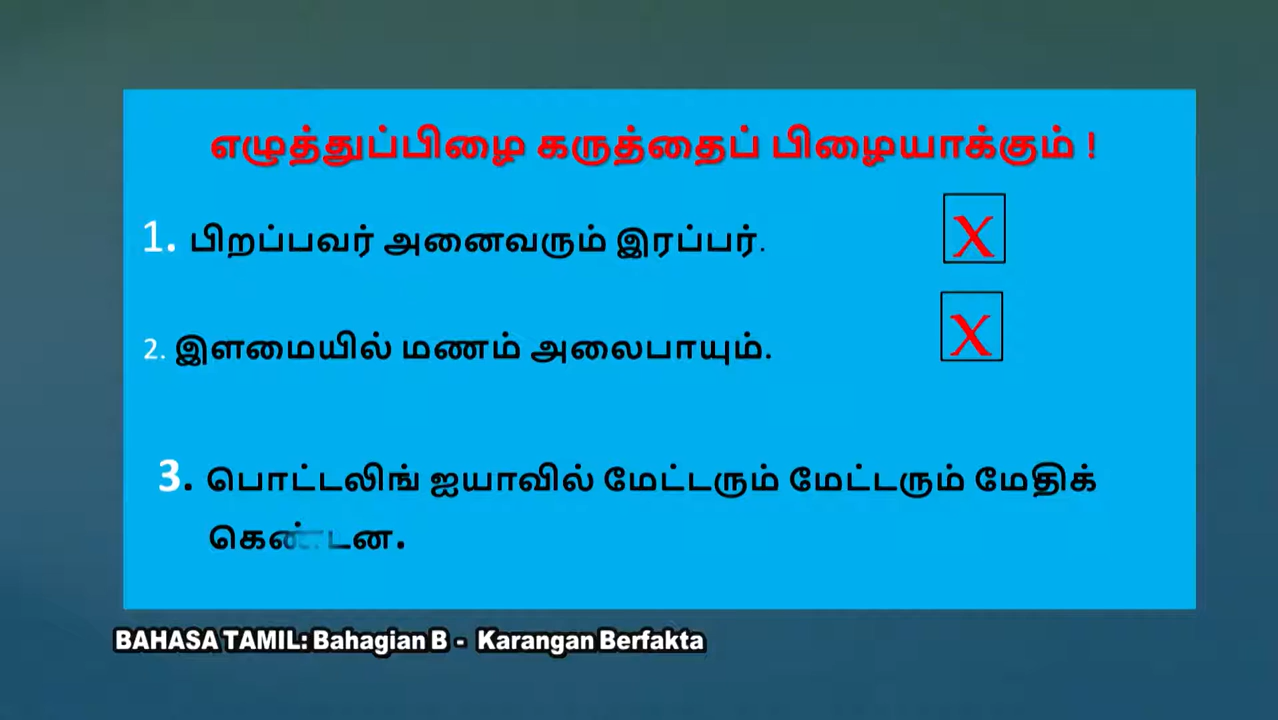 எழுத்துப்பிழை கருத்தைப் பிழையாக்கும் !
1. பிறப்பவர் அனைவரும் இரப்பர். X
2. இளமையில் மணம் அலைபாயும். X
3. பொட்டலிங் ஐயாவில் மேட்டரும் மேட்டரும் மேதிக்
BAHASA TAMIL: Bahagian B - Karangan Berfakta